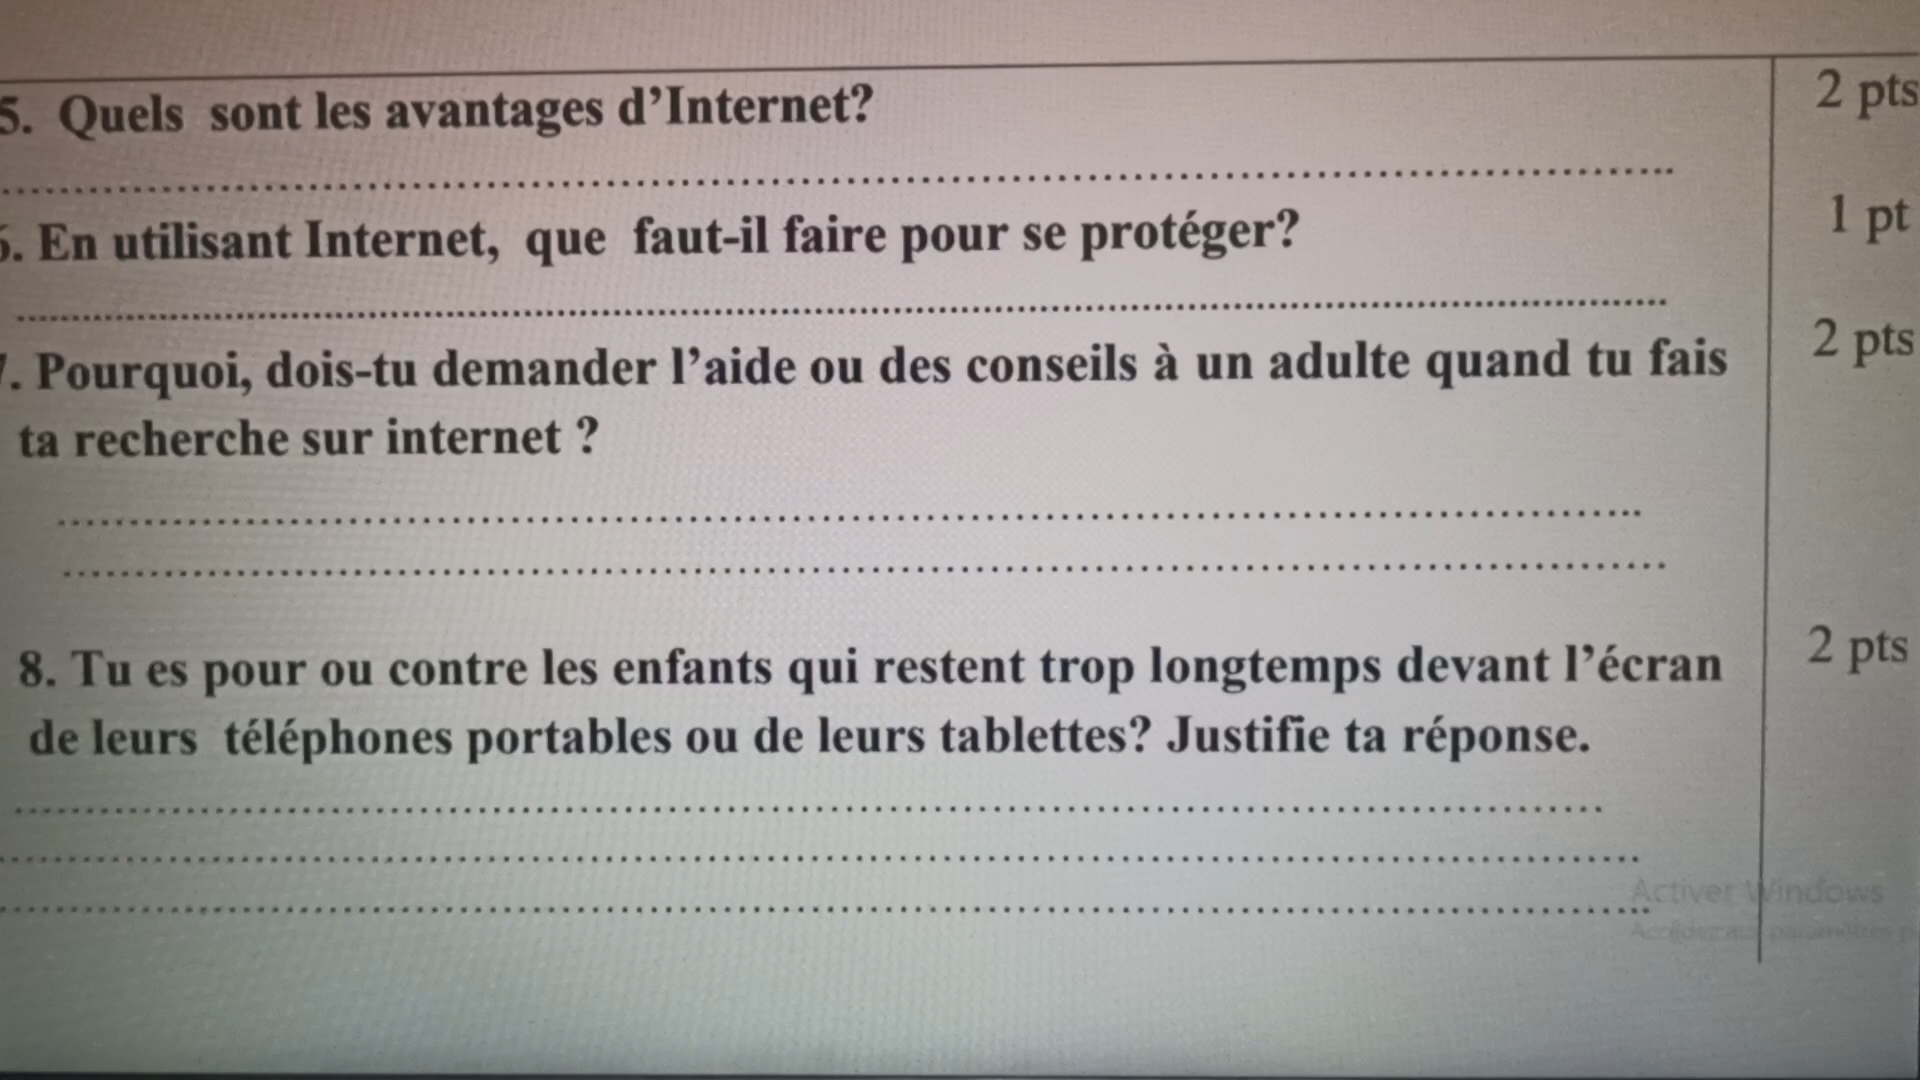 5. Quels sont les avantages d’Internet? 2 pts
6. En utilisant Internet, que faut-il faire pour se protéger? 1 pt
7. Pourquoi, dois-tu demander l’aide ou des conseils à un adulte quand tu fais 2 pts
ta recherche sur internet ?
8. Tu es pour ou contre les enfants qui restent trop longtemps devant l’écran 2 pts
de leurs téléphones portables ou de leurs tablettes? Justifie ta réponse.
Activer Windows